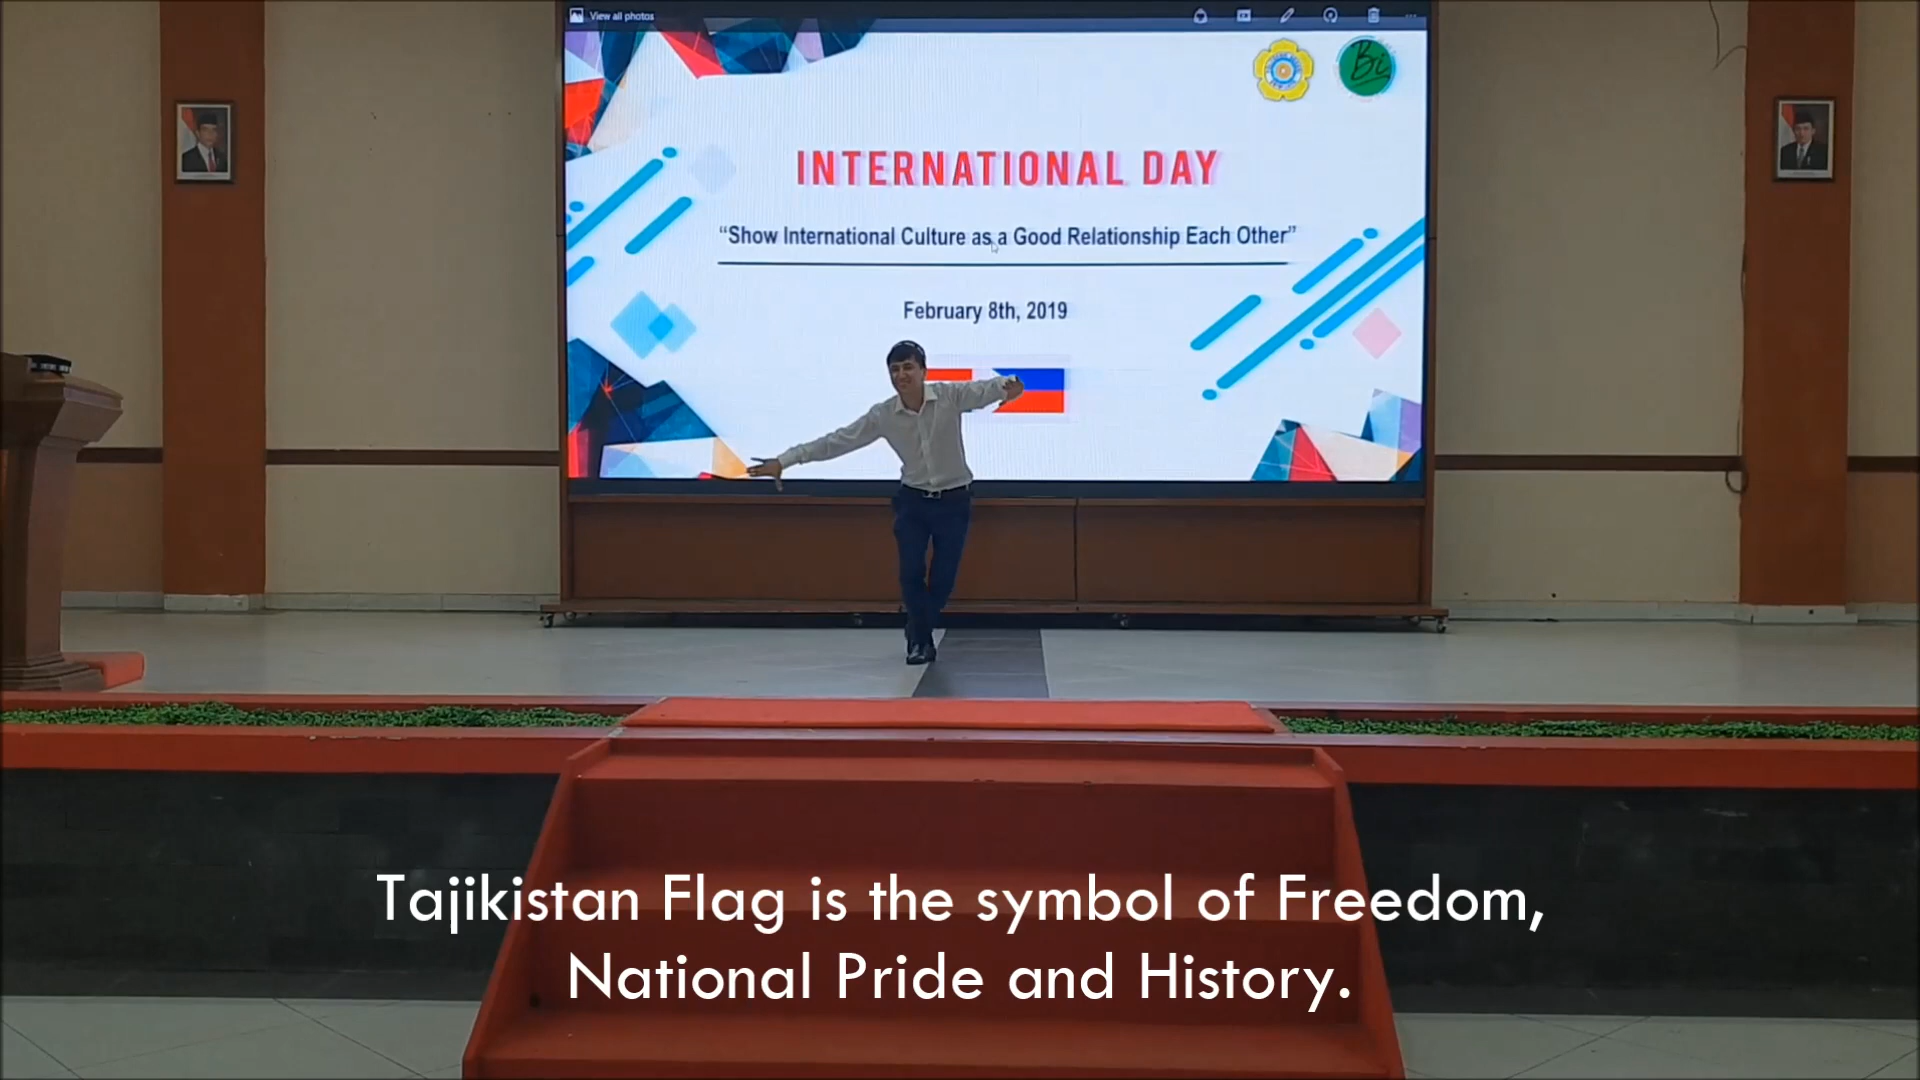 View all photos
Bri
INTERNATIONAL DAY
“Show International Culture as a Good Relationship Each Other”
February 8th, 2019
Tajikistan Flag is the symbol of Freedom,
National Pride and History.